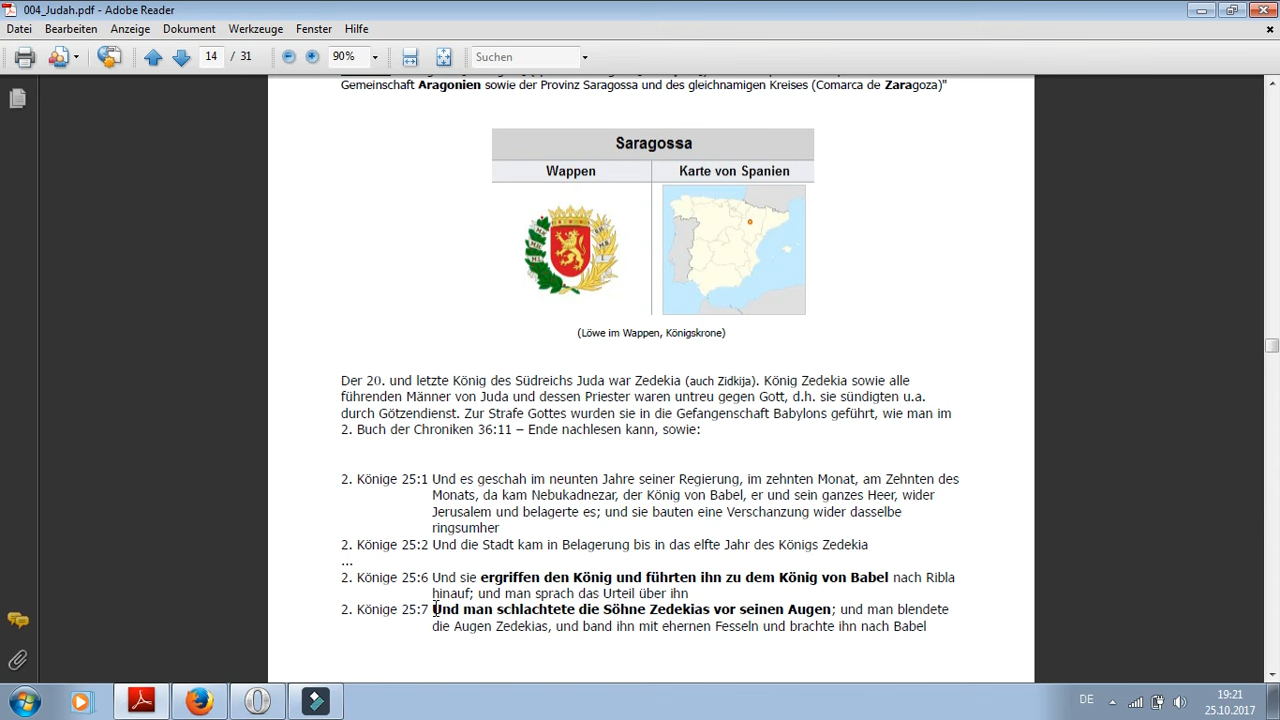 004_Judah.pdf - Adobe Reader
Datei Bearbeiten Anzeige Dokument Werkzeuge Fenster Hilfe
14 / 31 90% Suchen
Gemeinschaft Aragonien sowie der Provinz Saragossa und des gleichnamigen Kreises (Comarca de Zaragoza)"
Saragossa
Wappen Karte von Spanien
(Löwe im Wappen, Königskrone)
Der 20. und letzte König des Südreichs Juda war Zedekia (auch Zidkija). König Zedekia sowie alle
führenden Männer von Juda und dessen Priester waren untreu gegen Gott, d.h. sie sündigten u.a.
durch Götzendienst. Zur Strafe Gottes wurden sie in die Gefangenschaft Babylons geführt, wie man im
2. Buch der Chroniken 36:11 – Ende nachlesen kann, sowie:
2. Könige 25:1 Und es geschah im neunten Jahre seiner Regierung, im zehnten Monat, am Zehnten des
Monats, da kam Nebukadnezar, der König von Babel, er und sein ganzes Heer, wider
Jerusalem und belagerte es; und sie bauten eine Verschanzung wider dasselbe
ringsumher
2. Könige 25:2 Und die Stadt kam in Belagerung bis in das elfte Jahr des Königs Zedekia
...
2. Könige 25:6 Und sie ergriffen den König und führten ihn zu dem König von Babel nach Ribla
hinauf; und man sprach das Urteil über ihn
2. Könige 25:7 Und man schlachtete die Söhne Zedekias vor seinen Augen; und man blendete
die Augen Zedekias, und band ihn mit ehernen Fesseln und brachte ihn nach Babel
DE
19:21
25.10.2017